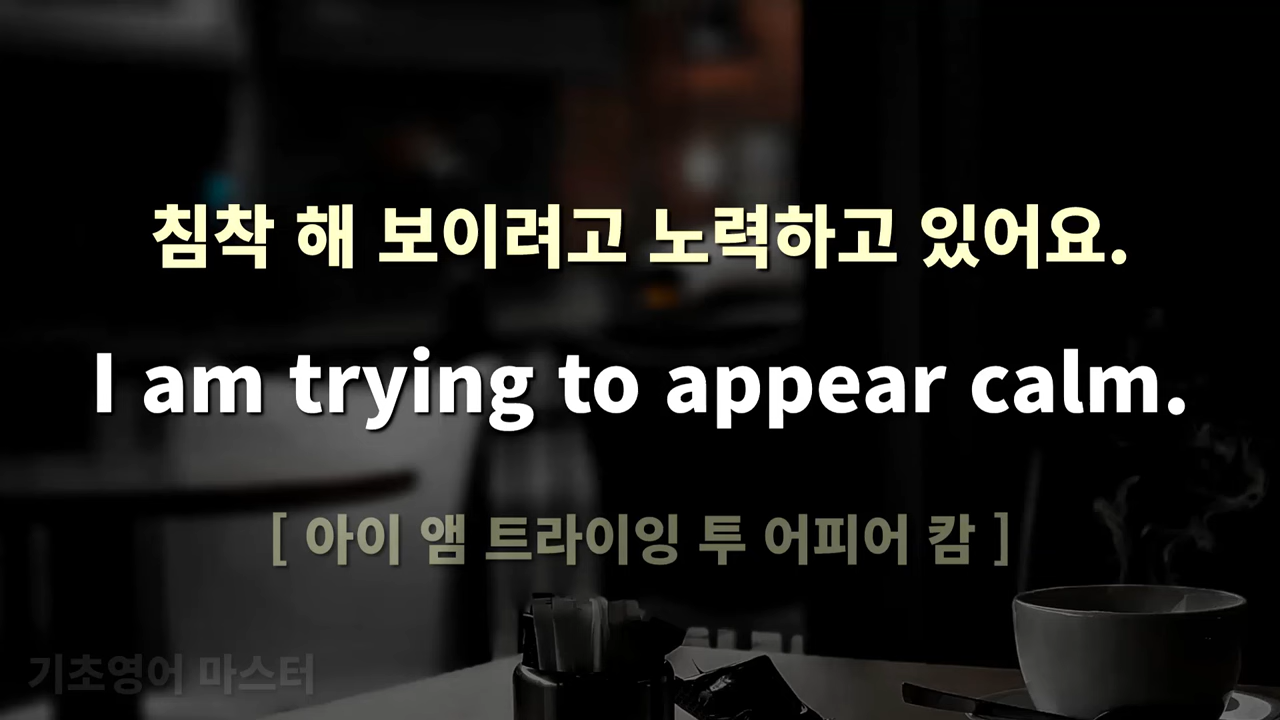 침착 해 보이려고 노력하고 있어요.
I am trying to appear calm.
[ 아이 앰 트라이잉 투 어피어 캄 ]
기초영어 마스터